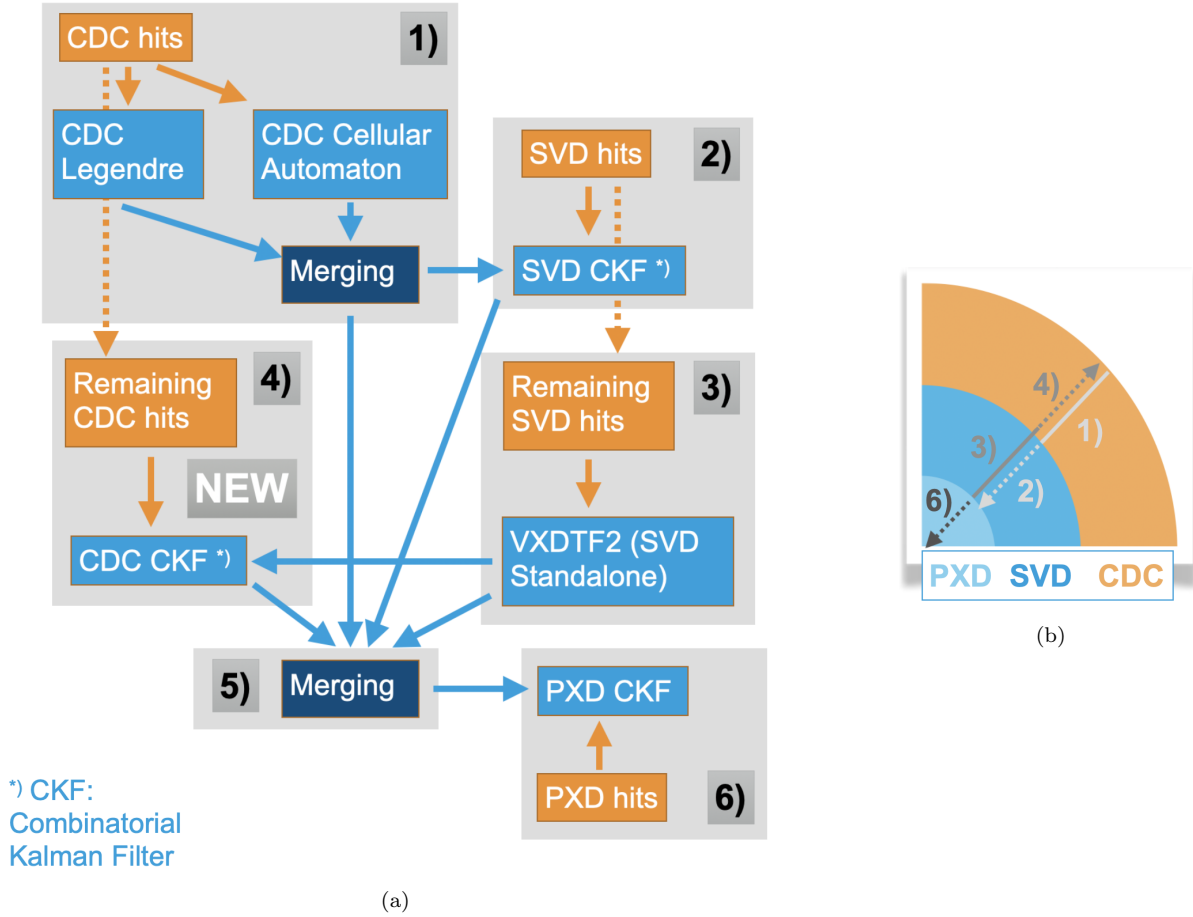 CDC hits
1)
CDC
Legendre
CDC Cellular
Automaton
Merging
SVD hits
2)
SVD CKF *)
Remaining
CDC hits
4)
NEW
CDC CKF *)
Remaining
SVD hits
3)
VXDTF2 (SVD
Standalone)
5)
Merging
PXD CKF
PXD hits
6)
*) CKF:
Combinatorial
Kalman Filter
(a)
4)
1)
3)
2)
6)
PXD SVD CDC
(b)